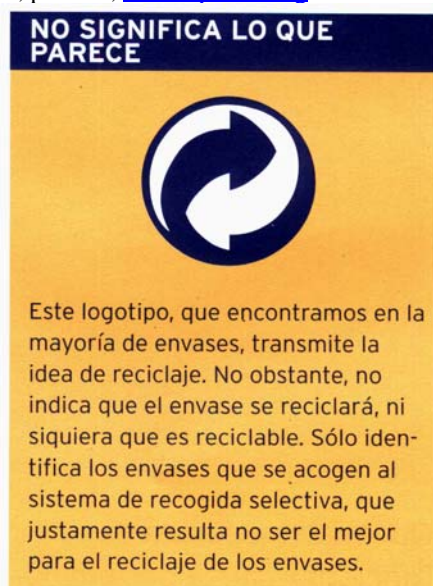 NO SIGNIFICA LO QUE
PARECE
Este logotipo, que encontramos en la
mayoría de envases, transmite la
idea de reciclaje. No obstante, no
indica que el envase se reciclará, ni
siquiera que es reciclable. Sólo iden-
tifica los envases que se acogen al
sistema de recogida selectiva, que
justamente resulta no ser el mejor
para el reciclaje de los envases.